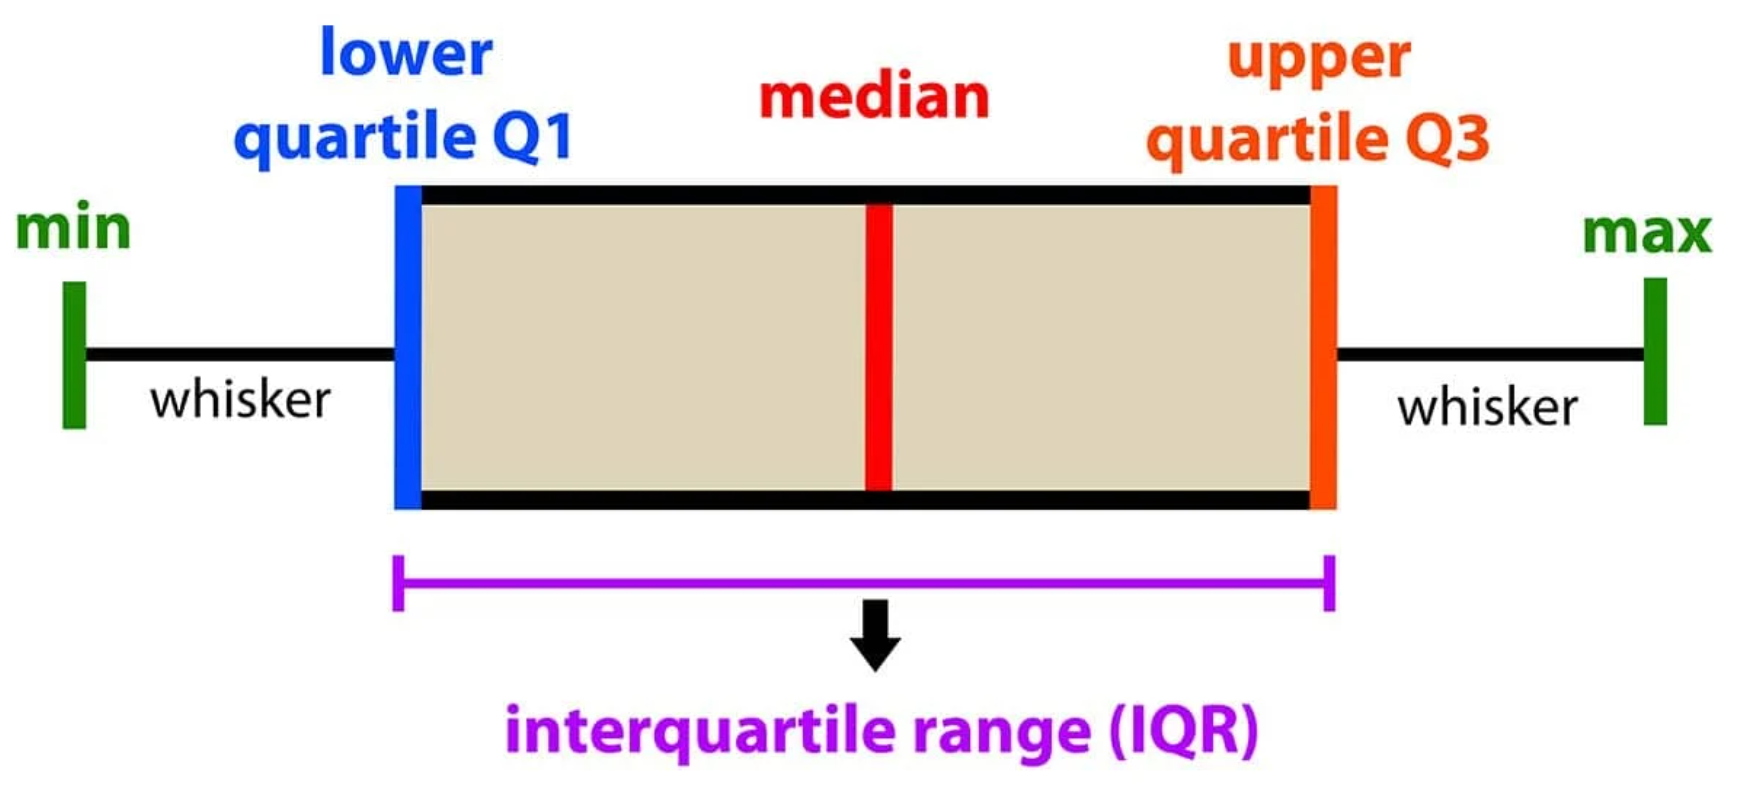 lower
quartile Q1
median
upper
quartile Q3
min
max
whisker
whisker
interquartile range (IQR)